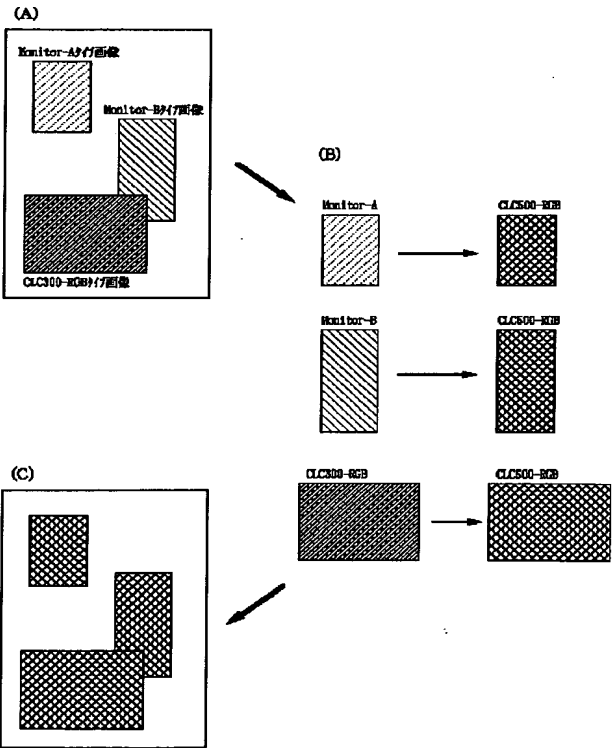 (A)
Monitor-Aタイプ画像
Monitor-Bタイプ画像
CLC300-RGBタイプ画像
(B)
Monitor-A
CLC500-RGB
Monitor-B
CLC500-RGB
CLC300-RGB
CLC500-RGB
(C)